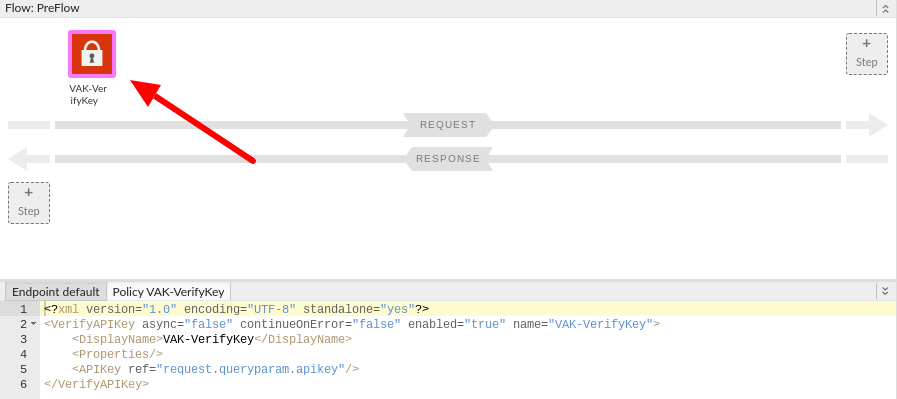 Flow: PreFlow
+
Step
VAK-Ver
ifyKey
REQUEST
RESPONSE
+
Step
Endpoint default Policy VAK-VerifyKey
1 <?xml version="1.0" encoding="UTF-8" standalone="yes"?>
2 <VerifyAPIKey async="false" continueOnError="false" enabled="true" name="VAK-VerifyKey">
3     <DisplayName>VAK-VerifyKey</DisplayName>
4     <Properties/>
5     <APIKey ref="request.queryparam.apikey"/>
6 </VerifyAPIKey>